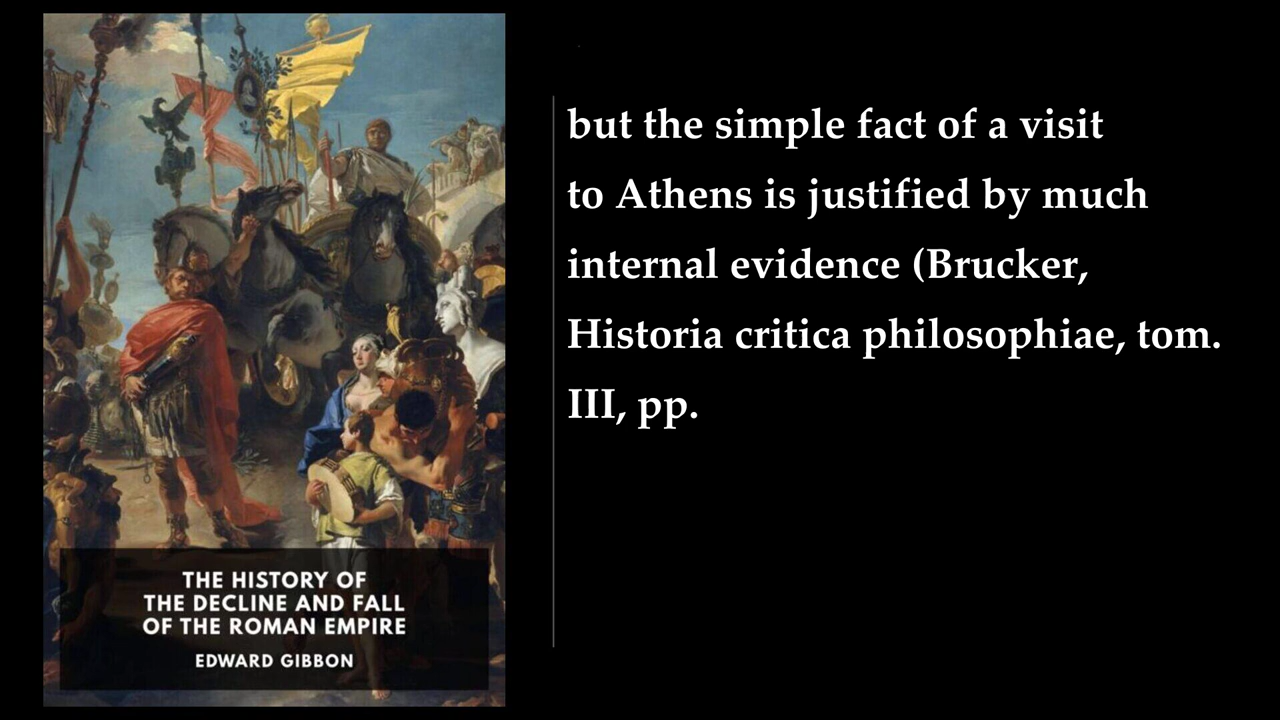 but the simple fact of a visit
to Athens is justified by much
internal evidence (Brucker,
Historia critica philosophiae, tom.
III, pp.
THE HISTORY OF
THE DECLINE AND FALL
OF THE ROMAN EMPIRE
EDWARD GIBBON